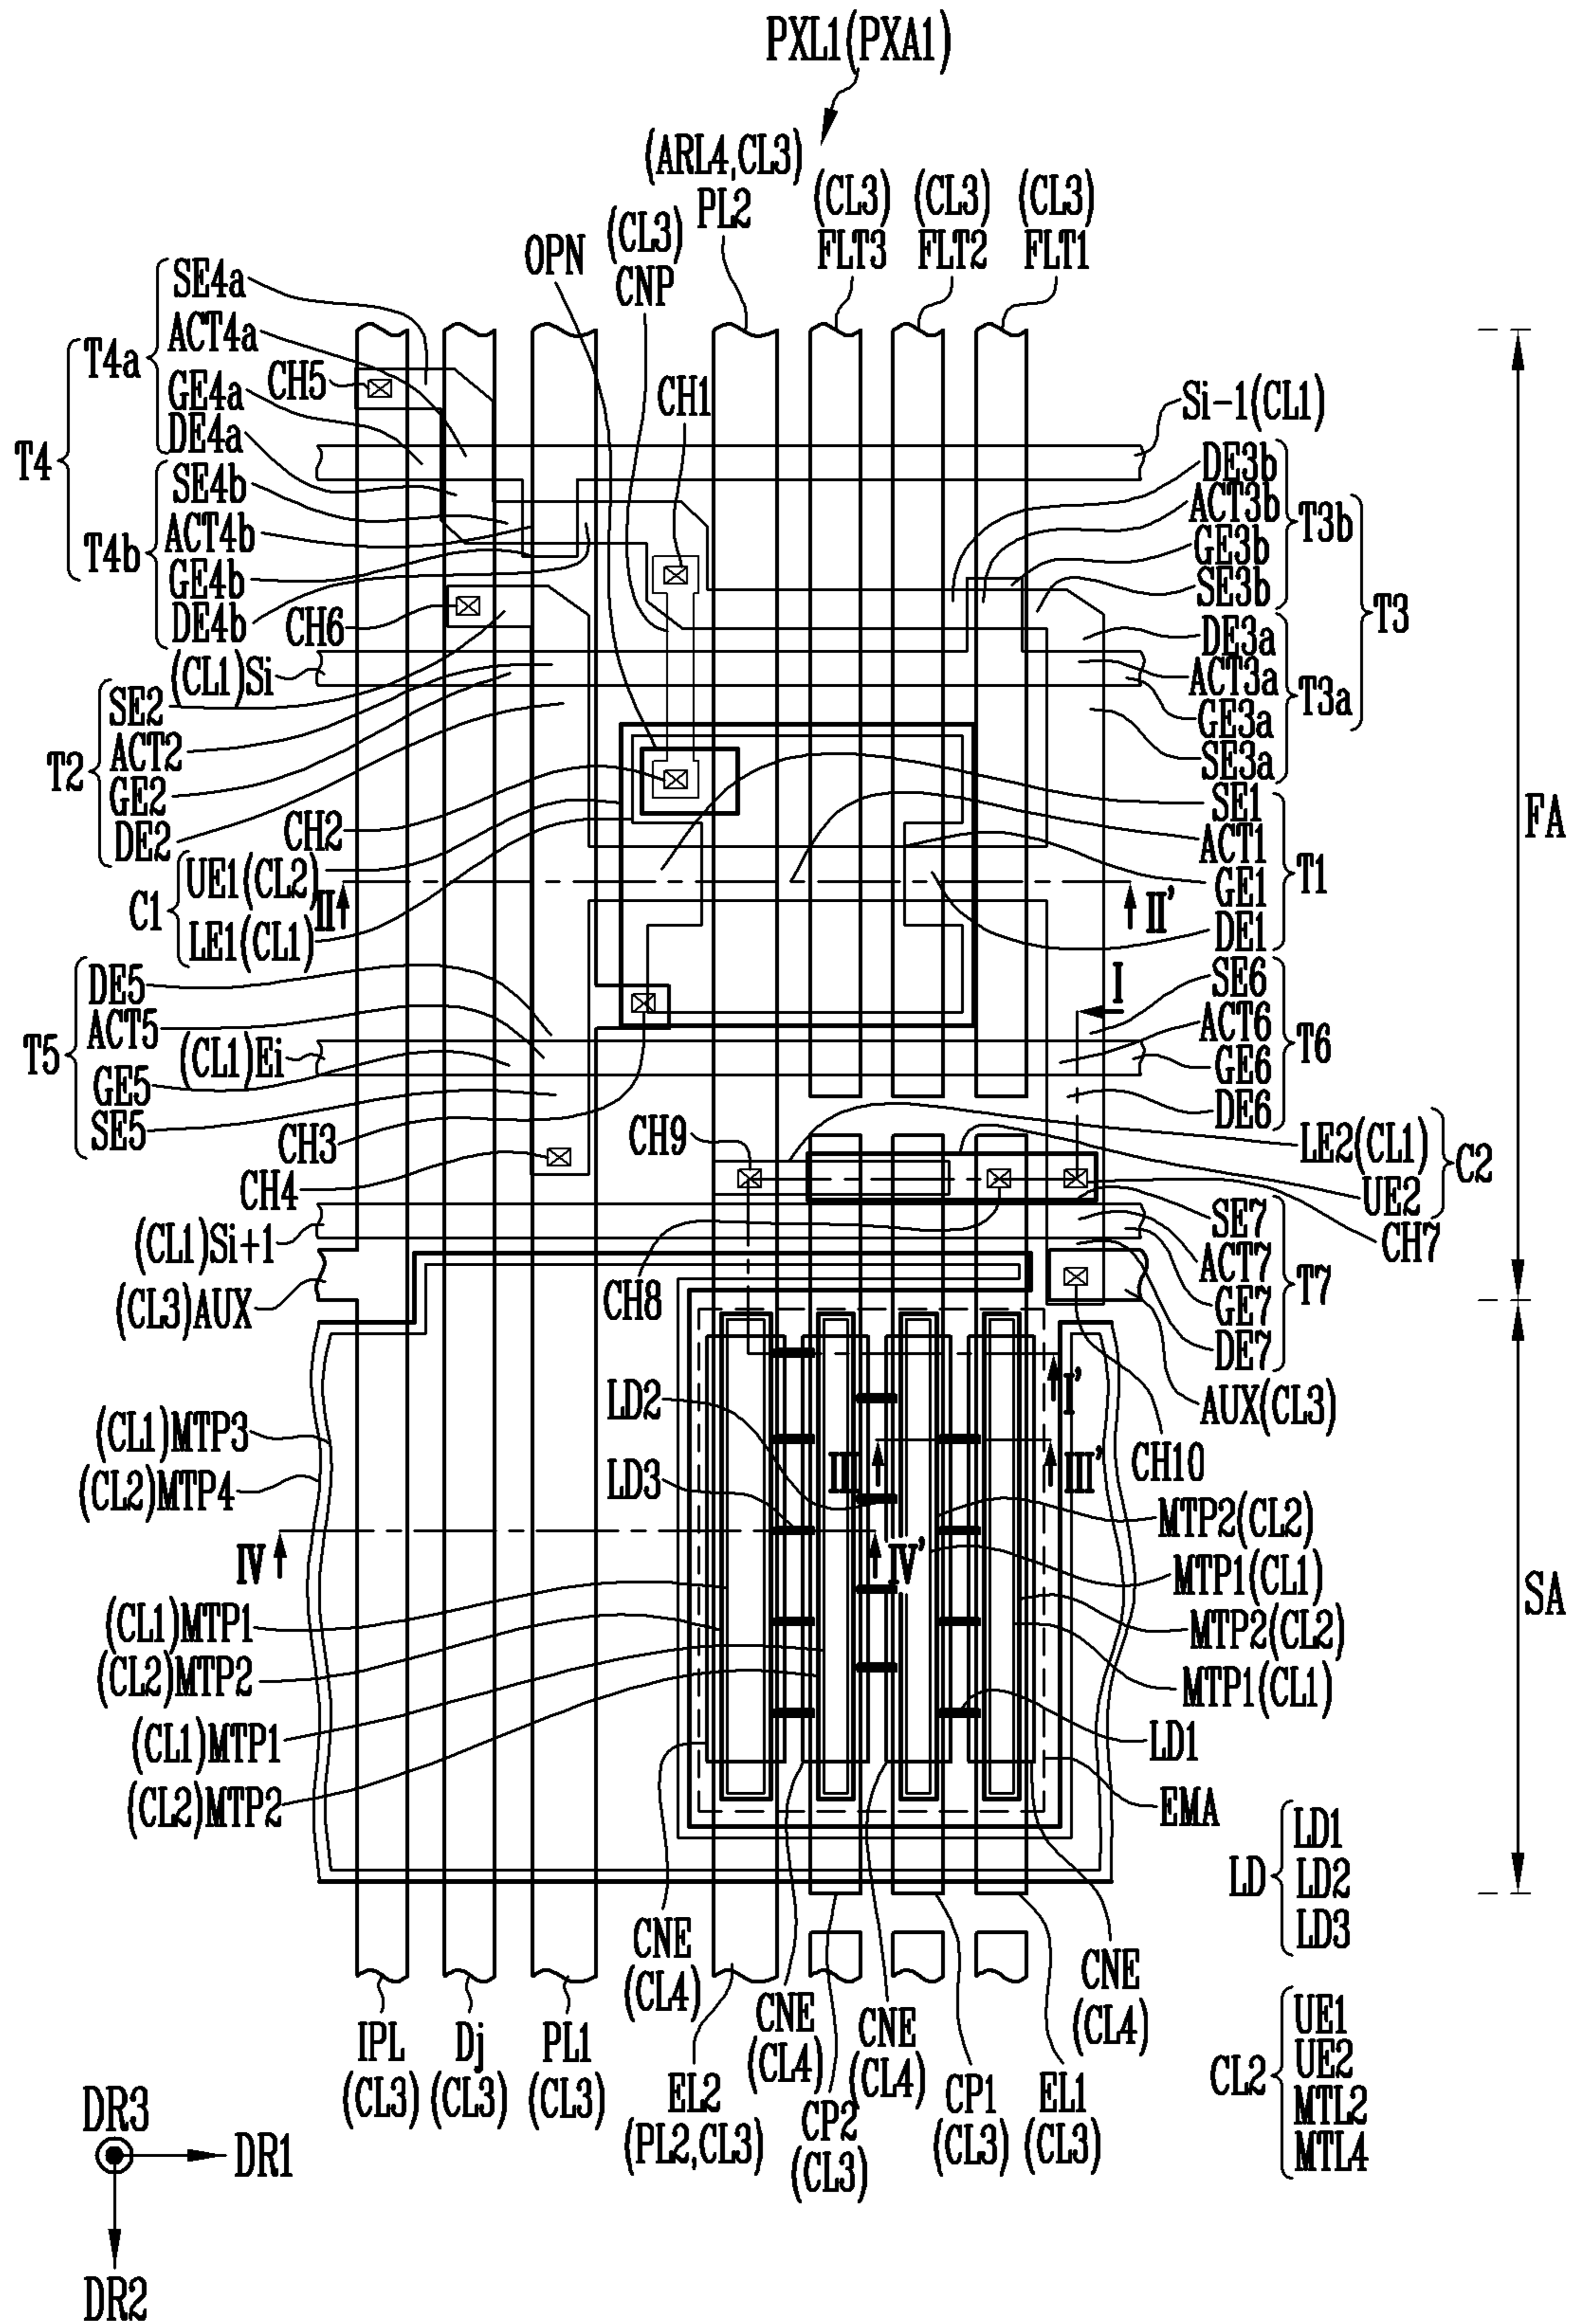 PXL1(PXA1)
(ARL4,CL3)
PL2
(CL3)
FLT3
(CL3)
FLT2
(CL3)
FLT1
(CL3)
CNP
OPN
SE4a
ACT4a
GE4a
DE4a
T4a
T4
SE4b
ACT4b
GE4b
DE4b
T4b
CH5
CH1
CH6
Si-1(CL1)
DE3b
ACT3b
GE3b
SE3b
T3b
T3
DE3a
ACT3a
GE3a
SE3a
T3a
(CL1)Si
SE2
ACT2
GE2
DE2
T2
CH2
UE1(CL2)
LE1(CL1)
C1
II
II'
SE1
ACT1
GE1
DE1
T1
FA
DE5
ACT5
GE5
SE5
T5
(CL1)Ei
CH3
CH4
I
SE6
ACT6
GE6
DE6
T6
CH9
LE2(CL1)
UE2
C2
CH7
(CL1)Si+1
(CL3)AUX
CH8
SE7
ACT7
GE7
DE7
T7
AUX(CL3)
CH10
I'
LD2
LD3
III
III'
IV
IV'
(CL1)MTP3
(CL2)MTP4
(CL1)MTP1
(CL2)MTP2
(CL1)MTP1
(CL2)MTP2
MTP2(CL2)
MTP1(CL1)
MTP2(CL2)
MTP1(CL1)
LD1
EMA
SA
LD
LD1
LD2
LD3
CNE
(CL4)
CNE
(CL4)
CNE
(CL4)
CNE
(CL4)
IPL
(CL3)
Dj
(CL3)
PL1
(CL3)
EL2
(PL2,CL3)
CP2
(CL3)
CP1
(CL3)
EL1
(CL3)
CL2
UE1
UE2
MTL2
MTL4
DR3
DR1
DR2